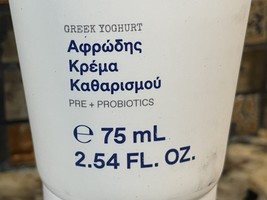 GREEK YOGHURT
Αφρώδης
Κρέμα
Καθαρισμού
PRE + PROBIOTICS
℮ 75 mL
2.54 FL. OZ.